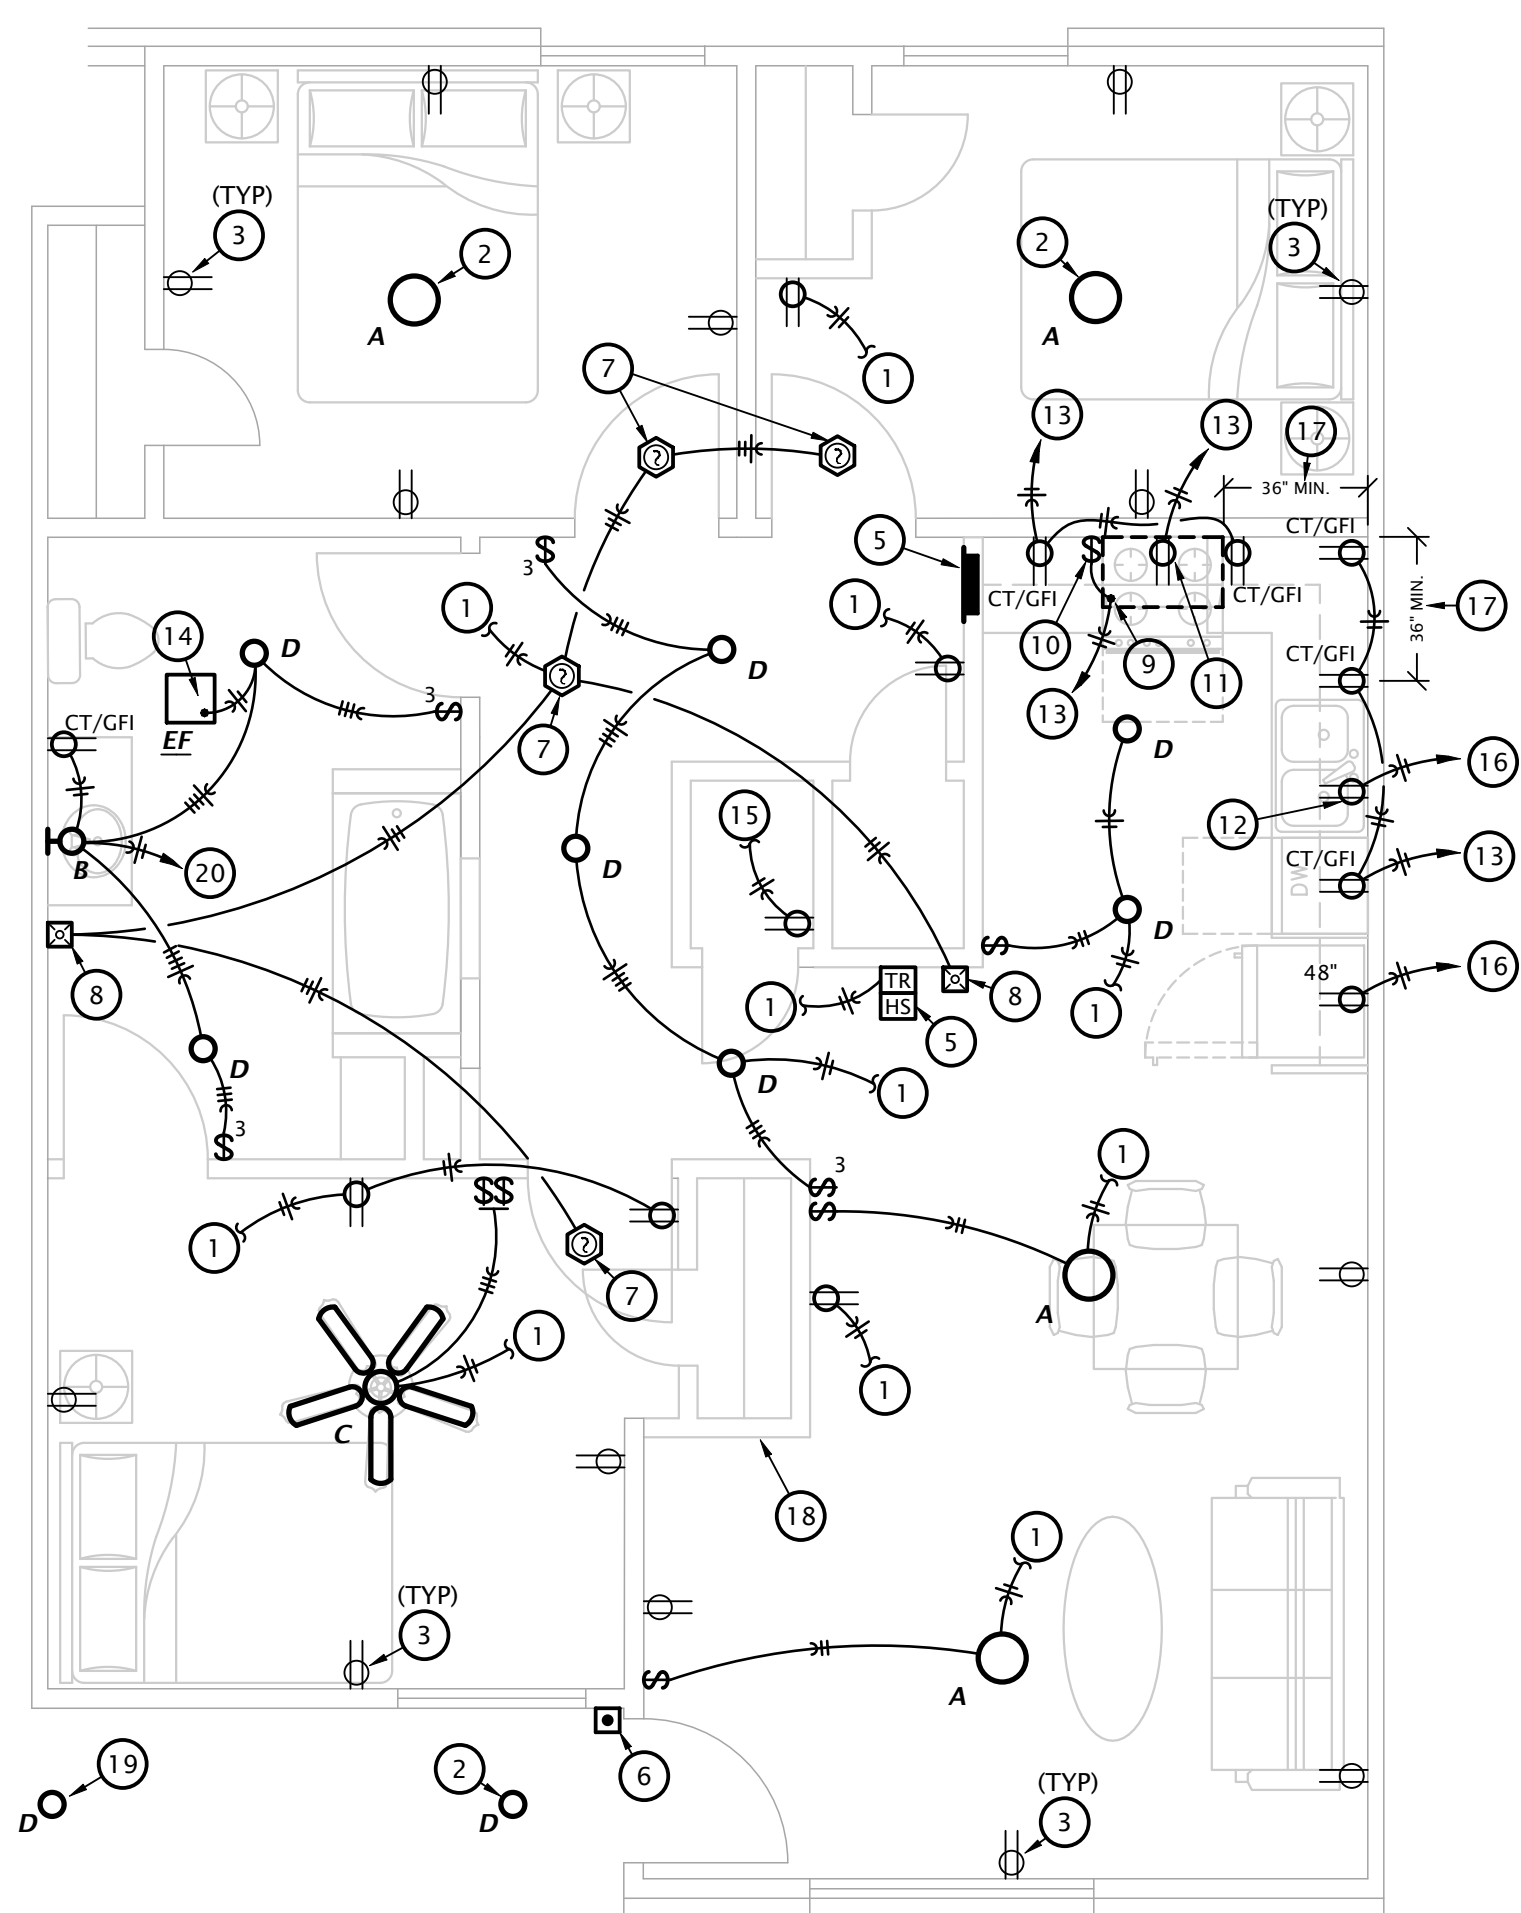 (TYP)
3
2
A
(TYP)
2
3
A
7
1
13
13
17
36" MIN.
CT/GFI
$
3
5
$
1
1
CT/GFI
CT/GFI
36" MIN.
17
14
D
10
9
11
CT/GFI
3
$
D
13
CT/GFI
EF
7
D
16
15
12
B
20
D
CT/GFI
13
DW
D
$
8
48"
16
TR
1
HS
8
1
5
D
D
1
$
3
1
3
$
$$
$
1
7
A
1
1
C
18
1
(TYP)
3
$
A
6
19
2
D
D
(TYP)
3